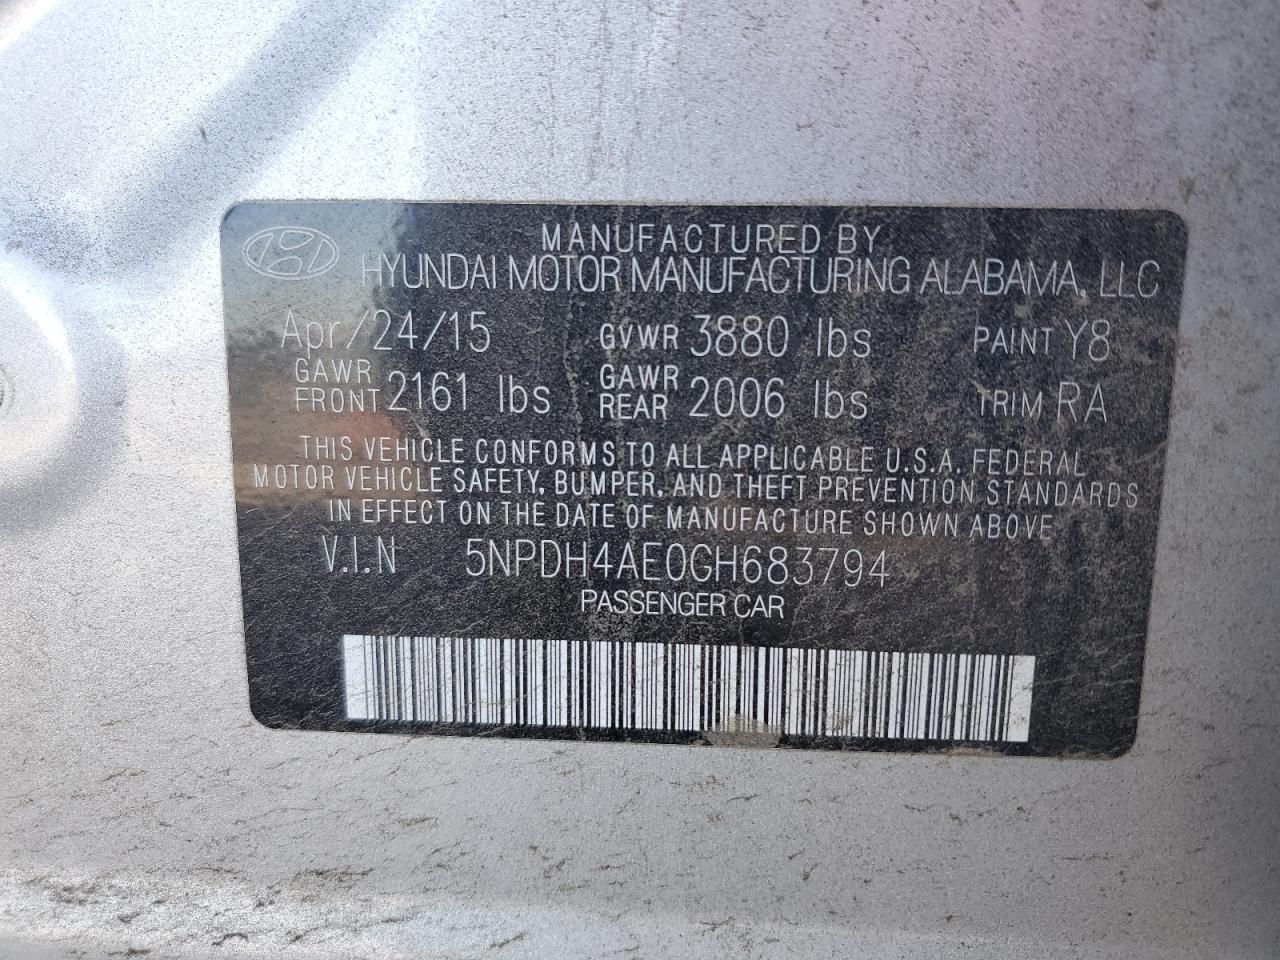 MANUFACTURED BY
HYUNDAI MOTOR MANUFACTURING ALABAMA, LLC
Apr/24/15 GVWR 3880 lbs PAINT Y8
GAWR FRONT 2161 lbs GAWR REAR 2006 lbs TRIM RA
THIS VEHICLE CONFORMS TO ALL APPLICABLE U.S.A. FEDERAL
MOTOR VEHICLE SAFETY, BUMPER, AND THEFT PREVENTION STANDARDS
IN EFFECT ON THE DATE OF MANUFACTURE SHOWN ABOVE
V.I.N 5NPDH4AE0GH683794
PASSENGER CAR